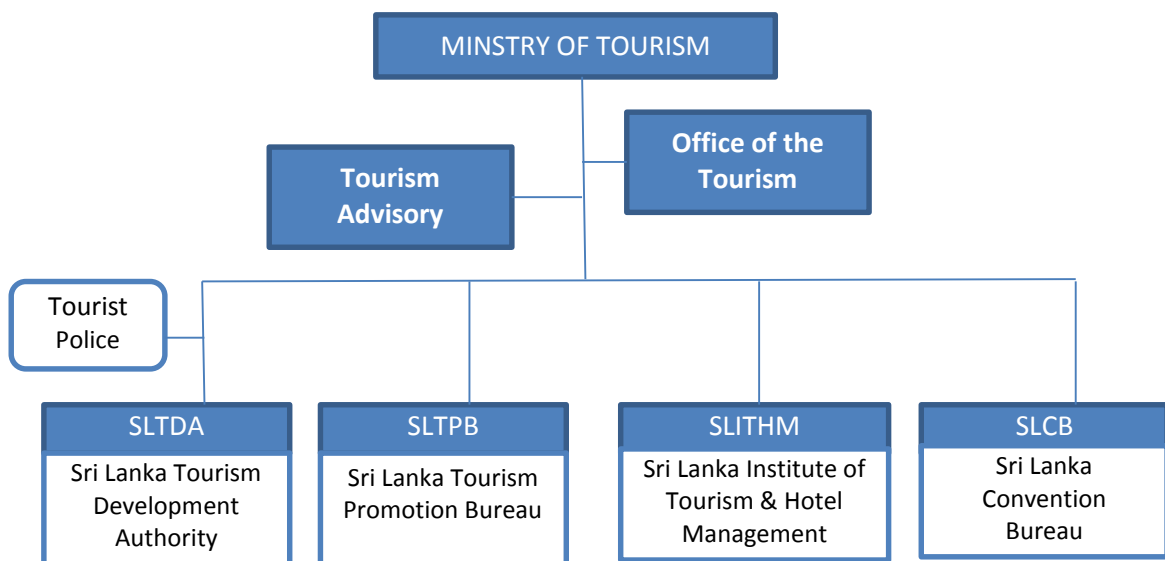 MINSTRY OF TOURISM
Office of the
Tourism
Tourism
Advisory
Tourist
Police
SLTDA
Sri Lanka Tourism
Development
Authority
SLTPB
Sri Lanka Tourism
Promotion Bureau
SLITHM
Sri Lanka Institute of
Tourism & Hotel
Management
SLCB
Sri Lanka
Convention
Bureau